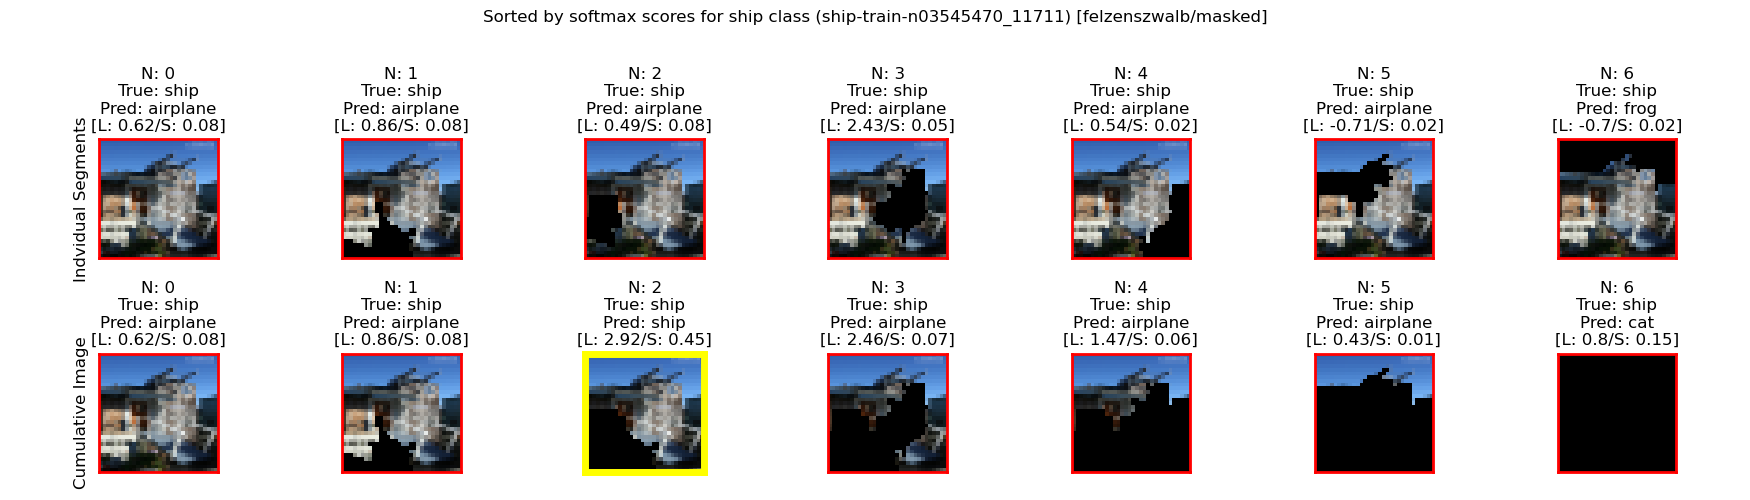 Sorted by softmax scores for ship class (ship-train-n03545470_11711) [felzenszwalb/masked]
Indvidual Segments
N: 0
True: ship
Pred: airplane
[L: 0.62/S: 0.08]
N: 1
True: ship
Pred: airplane
[L: 0.86/S: 0.08]
N: 2
True: ship
Pred: airplane
[L: 0.49/S: 0.08]
N: 3
True: ship
Pred: airplane
[L: 2.43/S: 0.05]
N: 4
True: ship
Pred: airplane
[L: 0.54/S: 0.02]
N: 5
True: ship
Pred: airplane
[L: -0.71/S: 0.02]
N: 6
True: ship
Pred: frog
[L: -0.7/S: 0.02]
Cumulative Image
N: 0
True: ship
Pred: airplane
[L: 0.62/S: 0.08]
N: 1
True: ship
Pred: airplane
[L: 0.86/S: 0.08]
N: 2
True: ship
Pred: ship
[L: 2.92/S: 0.45]
N: 3
True: ship
Pred: airplane
[L: 2.46/S: 0.07]
N: 4
True: ship
Pred: airplane
[L: 1.47/S: 0.06]
N: 5
True: ship
Pred: airplane
[L: 0.43/S: 0.01]
N: 6
True: ship
Pred: cat
[L: 0.8/S: 0.15]